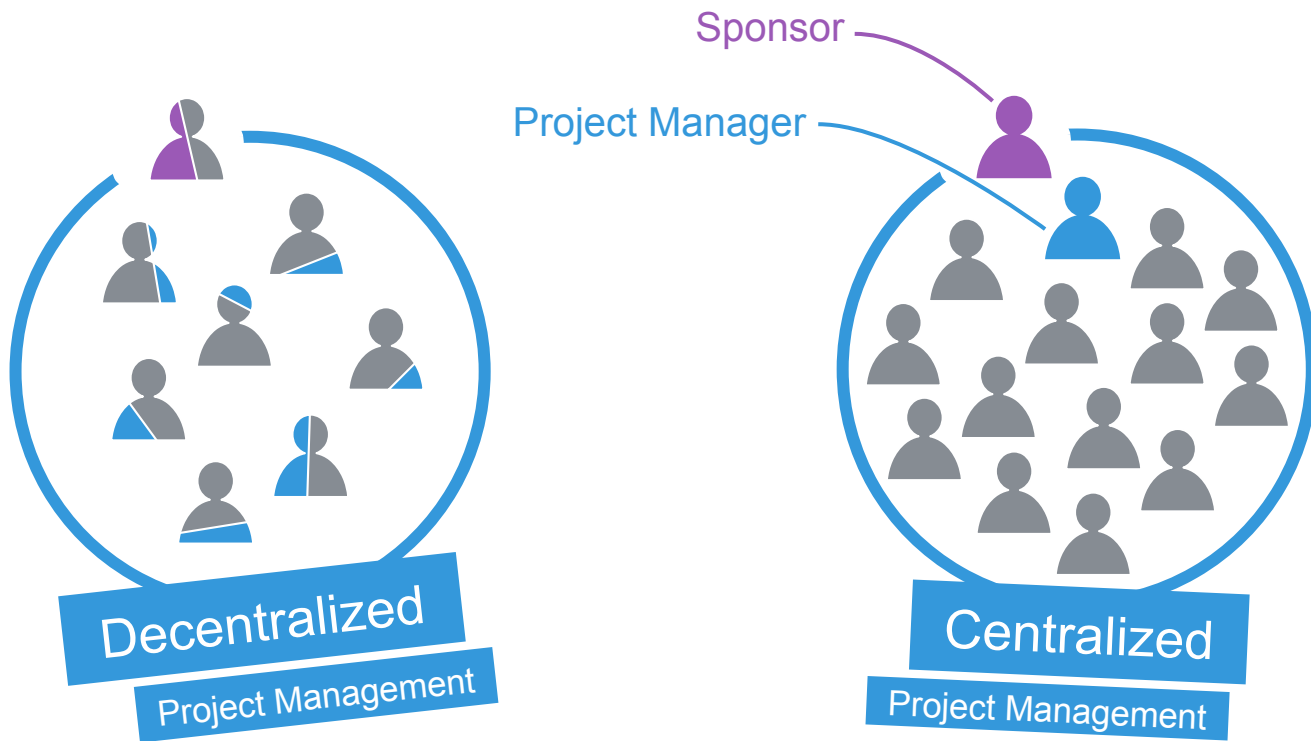 Sponsor
Project Manager
Decentralized
Project Management
Centralized
Project Management